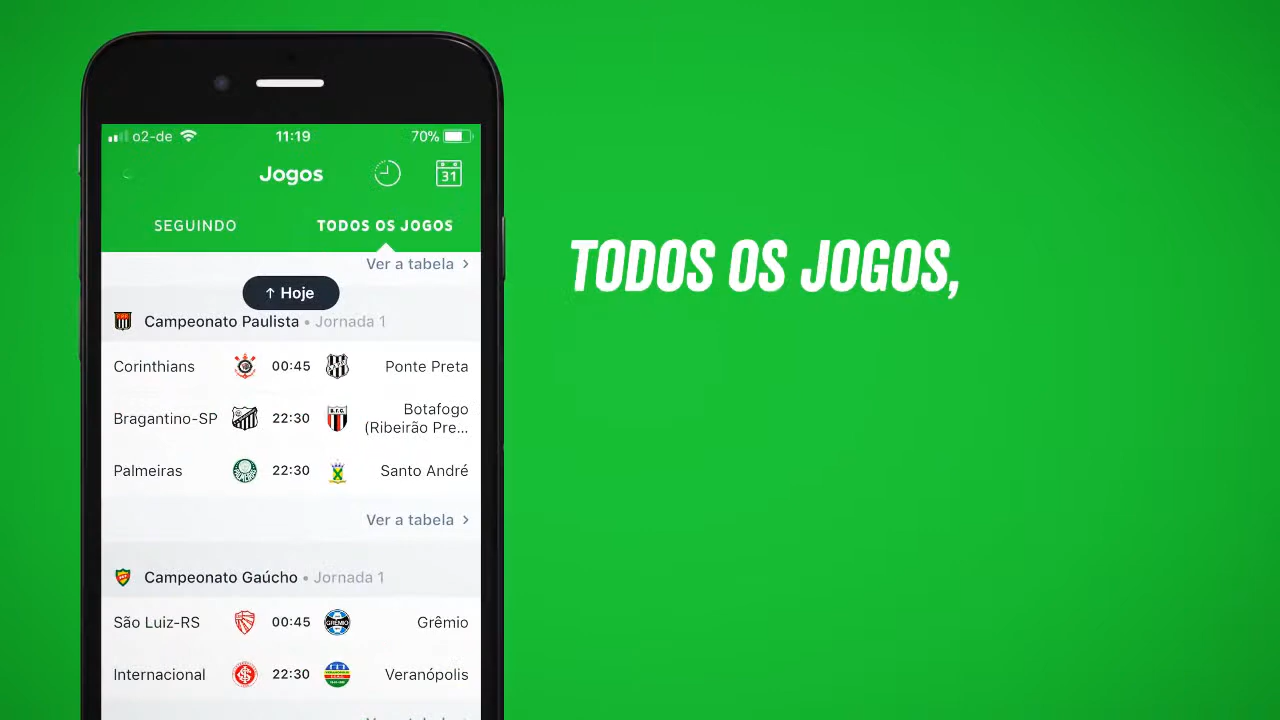 o2-de 11:19 70%
Jogos 31
SEGUINDO TODOS OS JOGOS
Ver a tabela
↑ Hoje
Campeonato Paulista • Jornada 1
Corinthians 00:45 Ponte Preta
Bragantino-SP 22:30 Botafogo
(Ribeirão Pre...
Palmeiras 22:30 Santo André
Ver a tabela
Campeonato Gaúcho • Jornada 1
São Luiz-RS 00:45 GRÊMIO Grêmio
Internacional 22:30 Veranópolis
TODOS OS JOGOS,